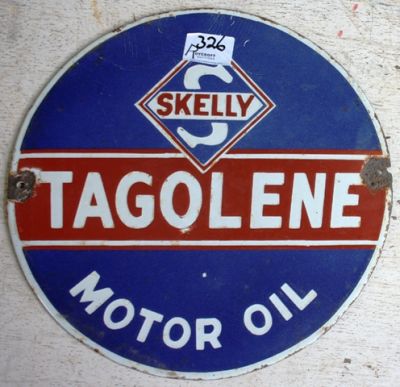 326
SKELLY
S
TAGOLENE
MOTOR OIL